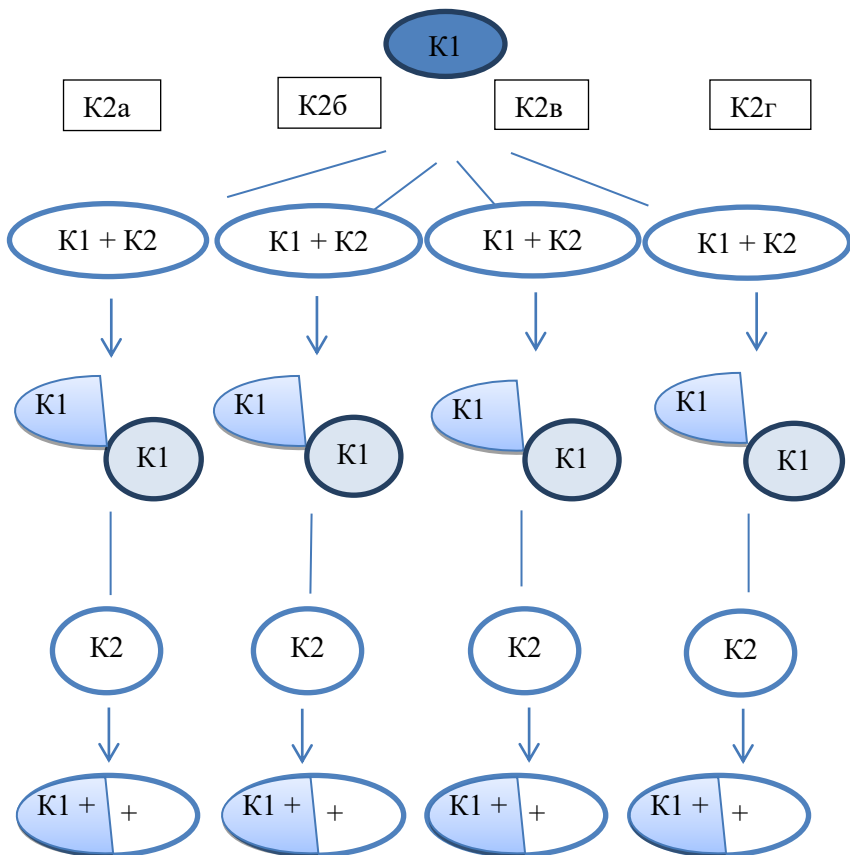 К1
К2а К2б К2в К2г
К1 + К2 К1 + К2 К1 + К2 К1 + К2
К1 К1 К1 К1
К1 К1 К1 К1
К2 К2 К2 К2
К1 + + К1 + + К1 + + К1 + +